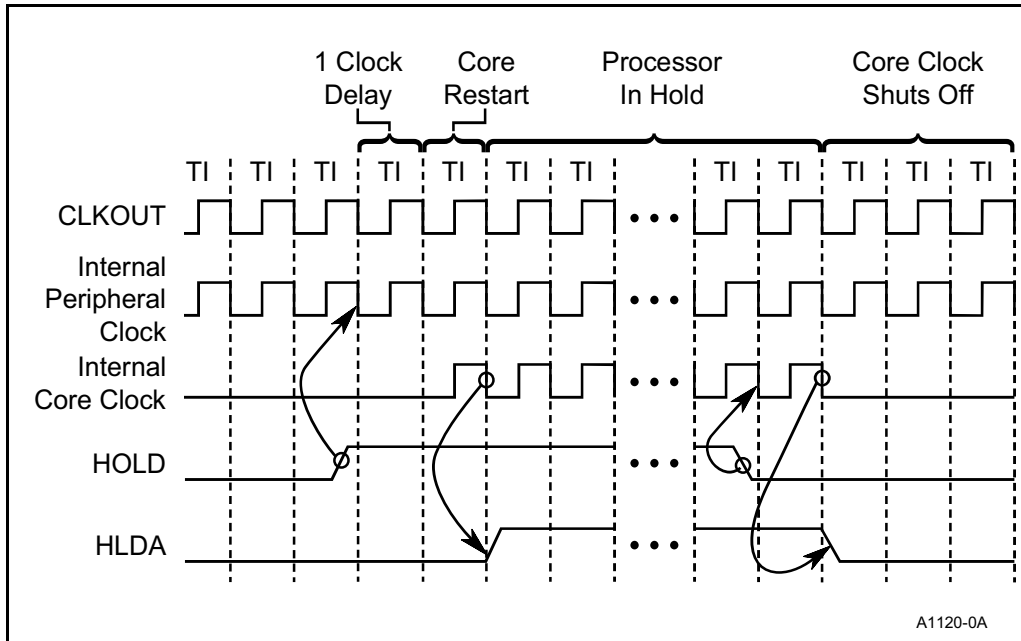 1 Clock Delay
Core Restart
Processor In Hold
Core Clock Shuts Off
TI TI TI TI TI TI TI TI TI TI TI TI
CLKOUT
Internal Peripheral Clock
Internal Core Clock
HOLD
HLDA
A1120-0A